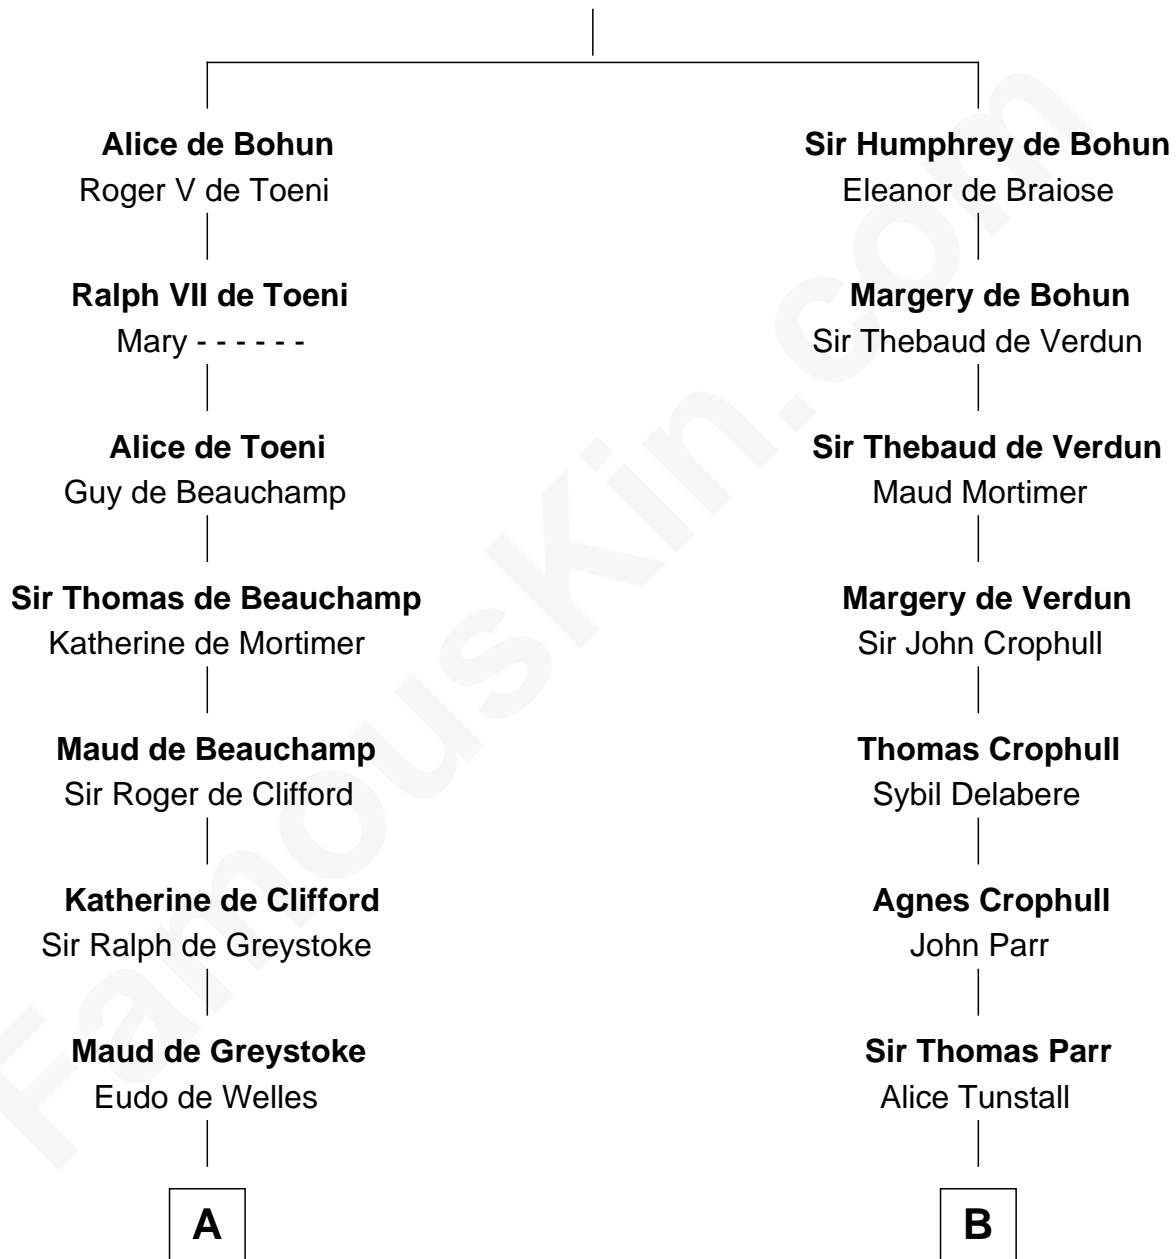 Alice de Bohun
Roger V de Toeni
Ralph VII de Toeni
Mary - - - - - -
Alice de Toeni
Guy de Beauchamp
Sir Thomas de Beauchamp
Katherine de Mortimer
Maud de Beauchamp
Sir Roger de Clifford
Katherine de Clifford
Sir Ralph de Greystoke
Maud de Greystoke
Eudo de Welles
A
Sir Humphrey de Bohun
Eleanor de Braiose
Margery de Bohun
Sir Thebaud de Verdun
Sir Thebaud de Verdun
Maud Mortimer
Margery de Verdun
Sir John Crophull
Thomas Crophull
Sybil Delabere
Agnes Crophull
John Parr
Sir Thomas Parr
Alice Tunstall
B
FamousKin.com